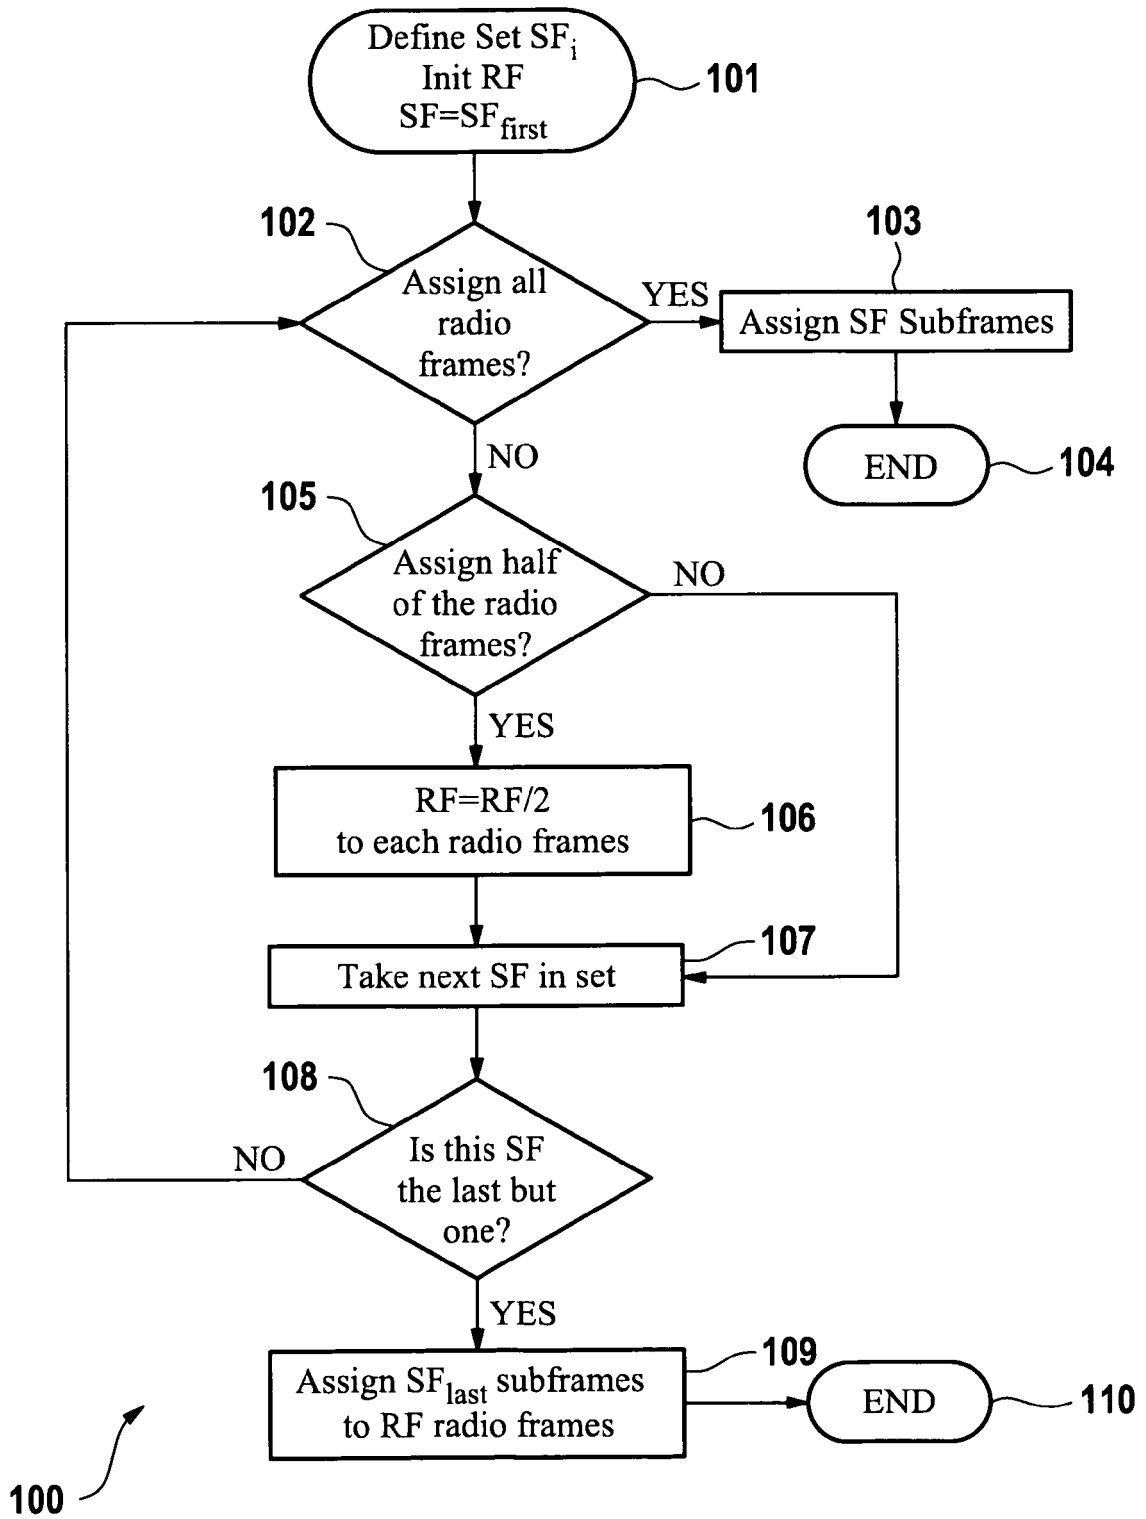 Define Set SFi
Init RF
SF=SFfirst
101
102
Assign all
radio
frames?
YES
103
Assign SF Subframes
END
104
NO
105
Assign half
of the radio
frames?
NO
YES
RF=RF/2
to each radio frames
106
107
Take next SF in set
108
Is this SF
the last but
one?
NO
YES
109
Assign SFlast subframes
to RF radio frames
END
110
100